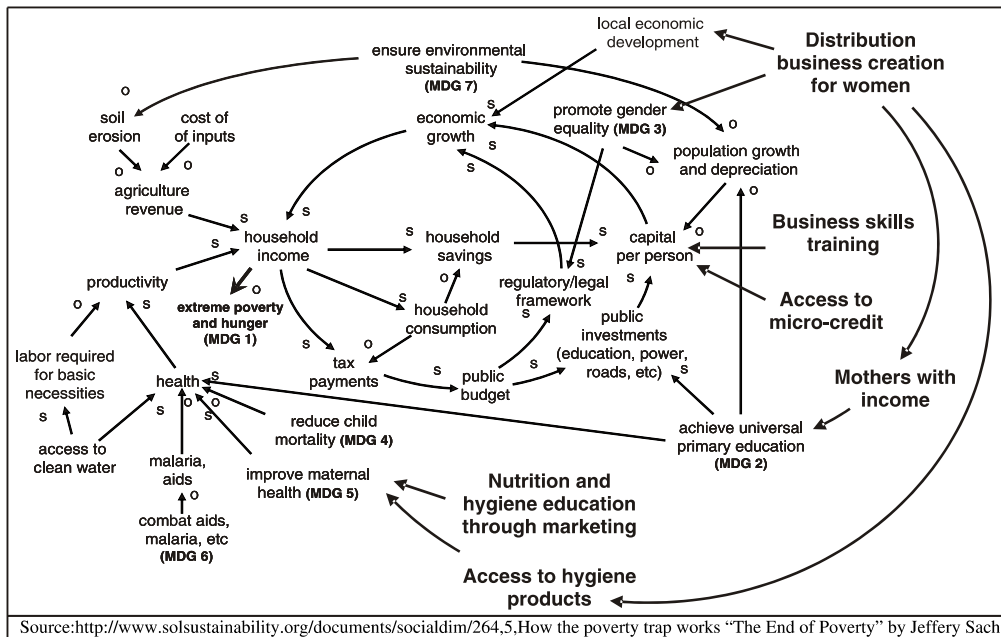 local economic
development
Distribution
business creation
for women
ensure environmental
sustainability
(MDG 7)
o
soil
erosion
cost of
of inputs
s
economic
growth
promote gender
equality (MDG 3)
s
s
o
population growth
and depreciation
o
o
o
o
agriculture
revenue
s
s
household
income
s
s
household
savings
s
capital
per person
o
Business skills
training
s
productivity
o
s
extreme poverty
and hunger
(MDG 1)
o
o
s
household
consumption
s
regulatory/legal
framework
s
s
public
investments
(education, power,
roads, etc)
Access to
micro-credit
labor required
for basic
necessities
s
o
tax
payments
s
public
budget
s
s
health
s
s
o
o
s
Mothers with
income
s
access to
clean water
reduce child
mortality (MDG 4)
achieve universal
primary education
(MDG 2)
malaria,
aids
o
improve maternal
health (MDG 5)
Nutrition and
hygiene education
through marketing
combat aids,
malaria, etc
(MDG 6)
Access to hygiene
products
Source:http://www.solsustainability.org/documents/socialdim/264,5,How the poverty trap works “The End of Poverty” by Jeffery Sach